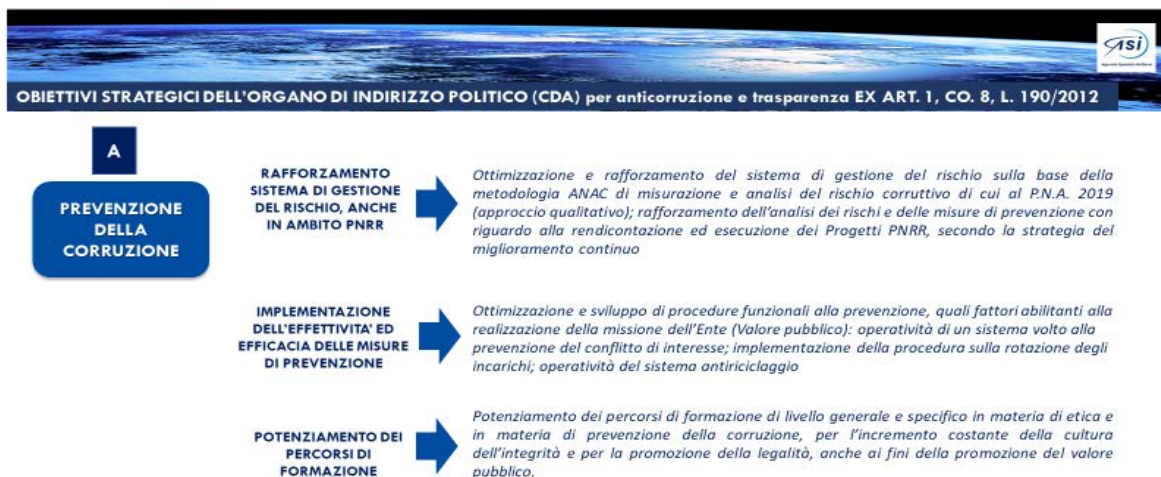 asi
OBIETTIVI STRATEGICI DELL'ORGANO DI INDIRIZZO POLITICO (CDA) per anticorruzione e trasparenza EX ART. 1, CO. 8, L. 190/2012
A
PREVENZIONE
DELLA
CORRUZIONE
RAFFORZAMENTO
SISTEMA DI GESTIONE
DEL RISCHIO, ANCHE
IN AMBITO PNRR
Ottimizzazione e rafforzamento del sistema di gestione del rischio sulla base della
metodologia ANAC di misurazione e analisi del rischio corruttivo di cui al P.N.A. 2019
(approccio qualitativo); rafforzamento dell'analisi dei rischi e delle misure di prevenzione con
riguardo alla rendicontazione ed esecuzione dei Progetti PNRR, secondo la strategia del
miglioramento continuo
IMPLEMENTAZIONE
DELL'EFFETTIVITA' ED
EFFICACIA DELLE MISURE
DI PREVENZIONE
Ottimizzazione e sviluppo di procedure funzionali alla prevenzione, quali fattori abilitanti alla
realizzazione della missione dell'Ente (Valore pubblico): operatività di un sistema volto alla
prevenzione del conflitto di interesse; implementazione della procedura sulla rotazione degli
incarichi; operatività del sistema antiriciclaggio
POTENZIAMENTO DEI
PERCORSI DI
FORMAZIONE
Potenziamento dei percorsi di formazione di livello generale e specifico in materia di etica e
in materia di prevenzione della corruzione, per l'incremento costante della cultura
dell'integrità e per la promozione della legalità, anche ai fini della promozione del valore
pubblico.